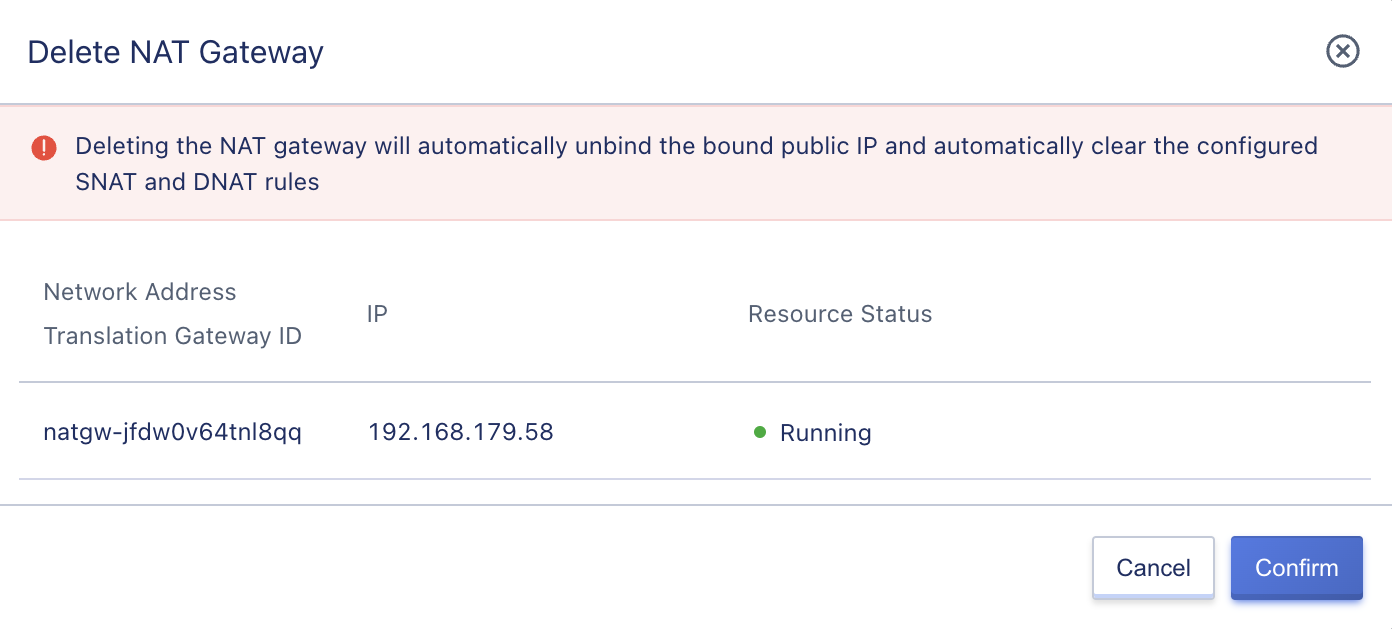 Delete NAT Gateway
Deleting the NAT gateway will automatically unbind the bound public IP and automatically clear the configured
SNAT and DNAT rules
Network Address
Translation Gateway ID
IP
Resource Status
natgw-jfdw0v64tnl8qq
192.168.179.58
Running
Cancel
Confirm